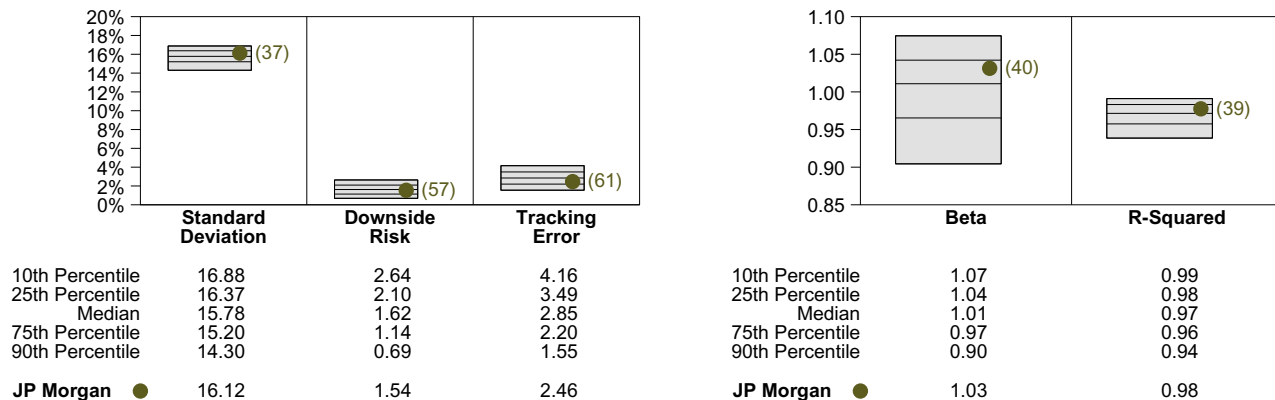 20%
18%
16%
14%
12%
10%
8%
6%
4%
2%
0%
(37)
(57)
(61)
Standard
Deviation
Downside
Risk
Tracking
Error
10th Percentile 16.88 2.64 4.16
25th Percentile 16.37 2.10 3.49
Median 15.78 1.62 2.85
75th Percentile 15.20 1.14 2.20
90th Percentile 14.30 0.69 1.55
JP Morgan 16.12 1.54 2.46
1.10
1.05
1.00
0.95
0.90
0.85
(40)
(39)
Beta
R-Squared
10th Percentile 1.07 0.99
25th Percentile 1.04 0.98
Median 1.01 0.97
75th Percentile 0.97 0.96
90th Percentile 0.90 0.94
JP Morgan 1.03 0.98